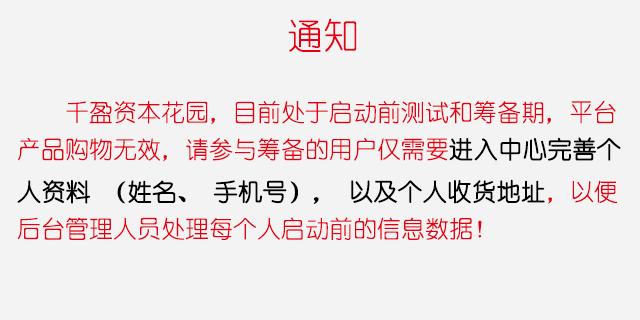 通知
千盈资本花园，目前处于启动前测试和筹备期，平台
产品购物无效，请参与筹备的用户仅需要进入中心完善个
人资料 （姓名、 手机号）， 以及个人收货地址，以便
后台管理人员处理每个人启动前的信息数据！